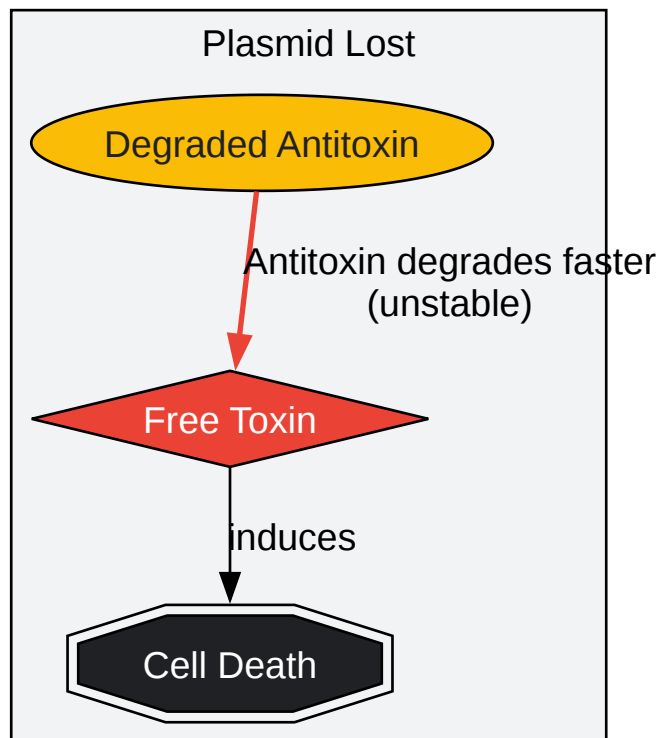 Plasmid Lost
Degraded Antitoxin
Antitoxin degrades faster
(unstable)
Free Toxin
induces
Cell Death